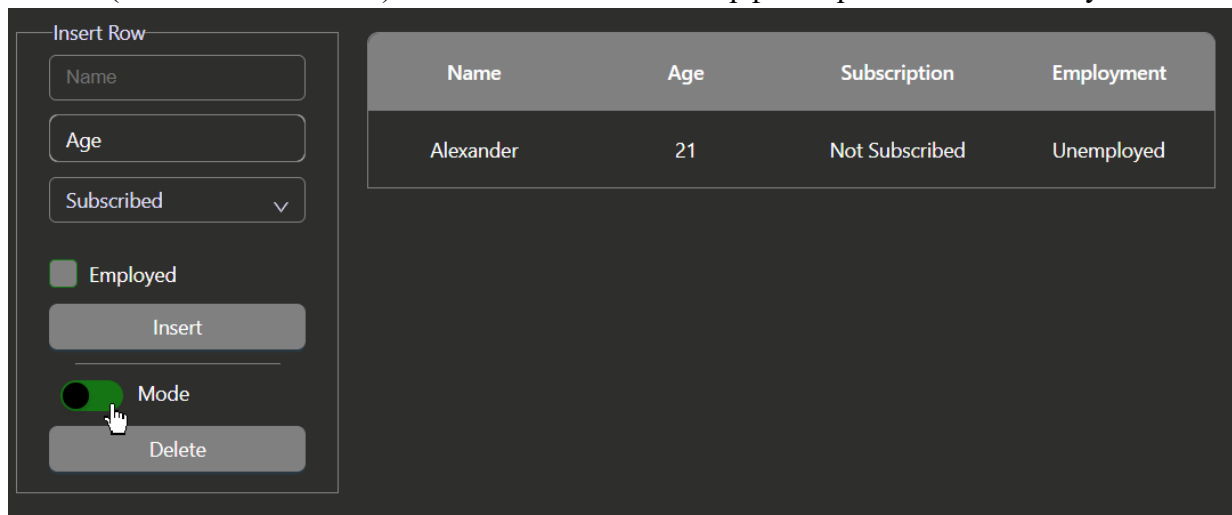 Insert Row
Name
Age
Subscribed
Employed
Insert
Mode
Delete
Name Age Subscription Employment
Alexander 21 Not Subscribed Unemployed